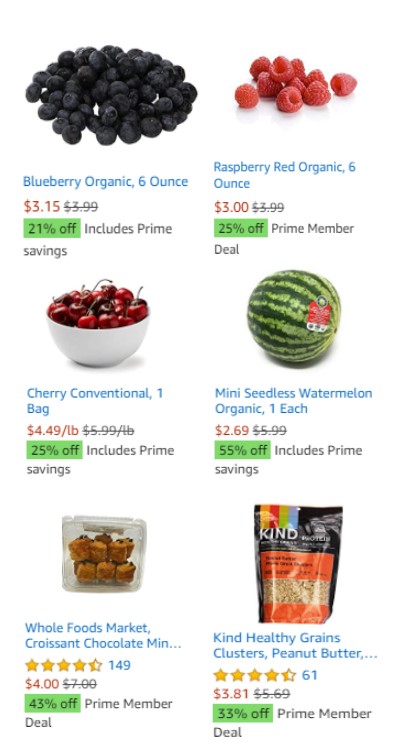 Blueberry Organic, 6 Ounce
$3.15 $3.99
21% off Includes Prime
savings
Raspberry Red Organic, 6
Ounce
$3.00 $3.99
25% off Prime Member
Deal
Cherry Conventional, 1
Bag
$4.49/lb $5.99/lb
25% off Includes Prime
savings
Mini Seedless Watermelon
Organic, 1 Each
$2.69 $5.99
55% off Includes Prime
savings
Whole Foods Market,
Croissant Chocolate Min...
149
$4.00 $7.00
43% off Prime Member
Deal
KIND
PROTEIN
Kind Healthy Grains
Clusters, Peanut Butter,...
61
$3.81 $5.69
33% off Prime Member
Deal